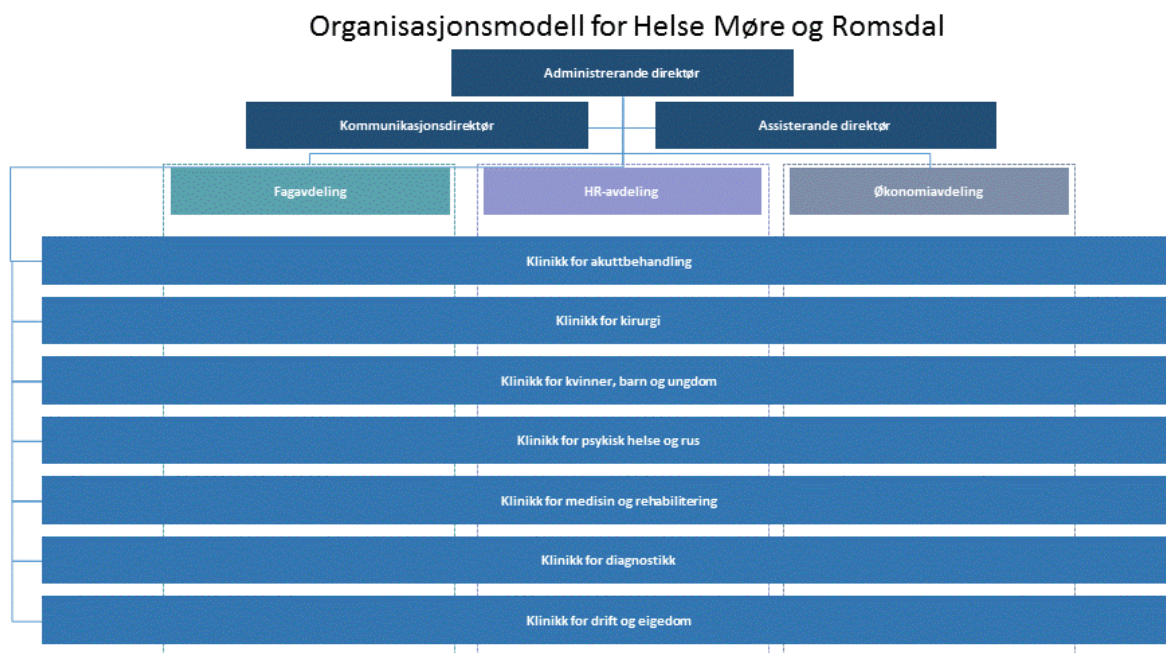 Organisasjonsmodell for Helse Møre og Romsdal
Administrerande direktør
Kommunikasjonsdirektør
Assisterande direktør
Fagavdeling
HR-avdeling
Økonomiavdeling
Klinikk for akuttbehandling
Klinikk for kirurgi
Klinikk for kvinner, barn og ungdom
Klinikk for psykisk helse og rus
Klinikk for medisin og rehabilitering
Klinikk for diagnostikk
Klinikk for drift og eigedom